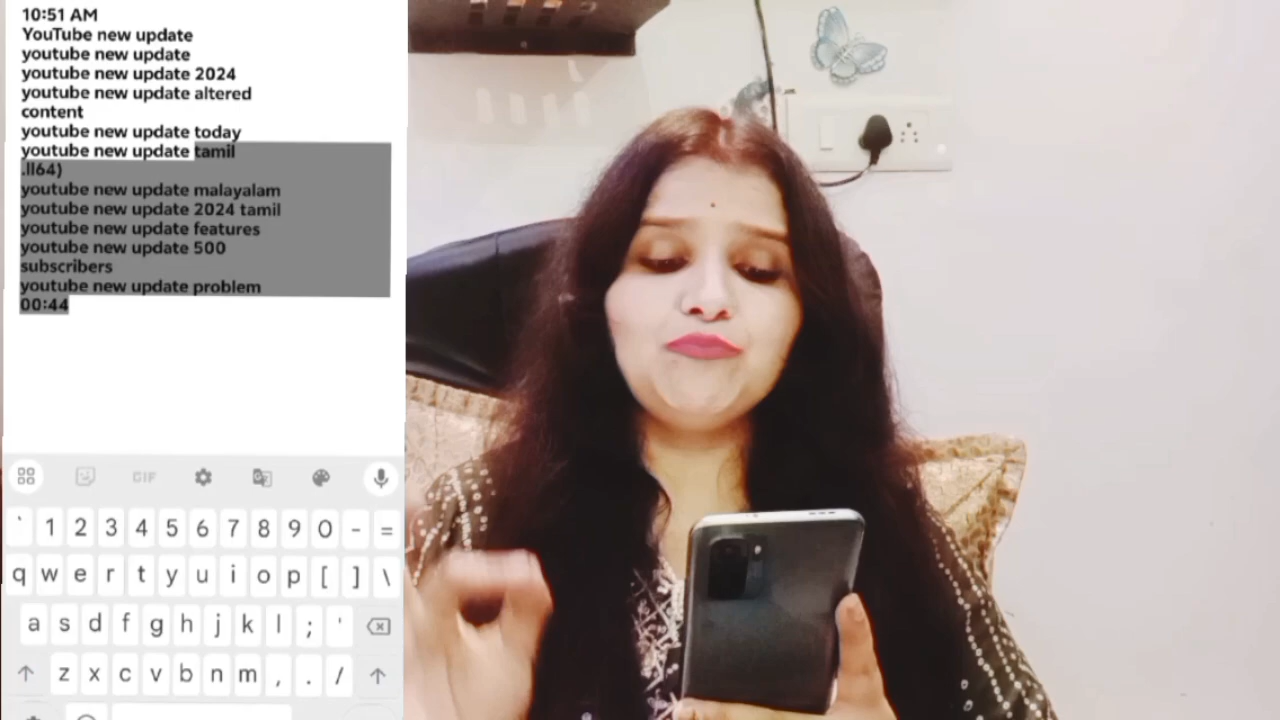 10:51 AM
YouTube new update
youtube new update
youtube new update 2024
youtube new update altered
content
youtube new update today
youtube new update tamil
.ll64)
youtube new update malayalam
youtube new update 2024 tamil
youtube new update features
youtube new update 500
subscribers
youtube new update problem
00:44
GIF
` 1 2 3 4 5 6 7 8 9 0 - =
q w e r t y u i o p [ ] \
a s d f g h j k l ; '
z x c v b n m , . /